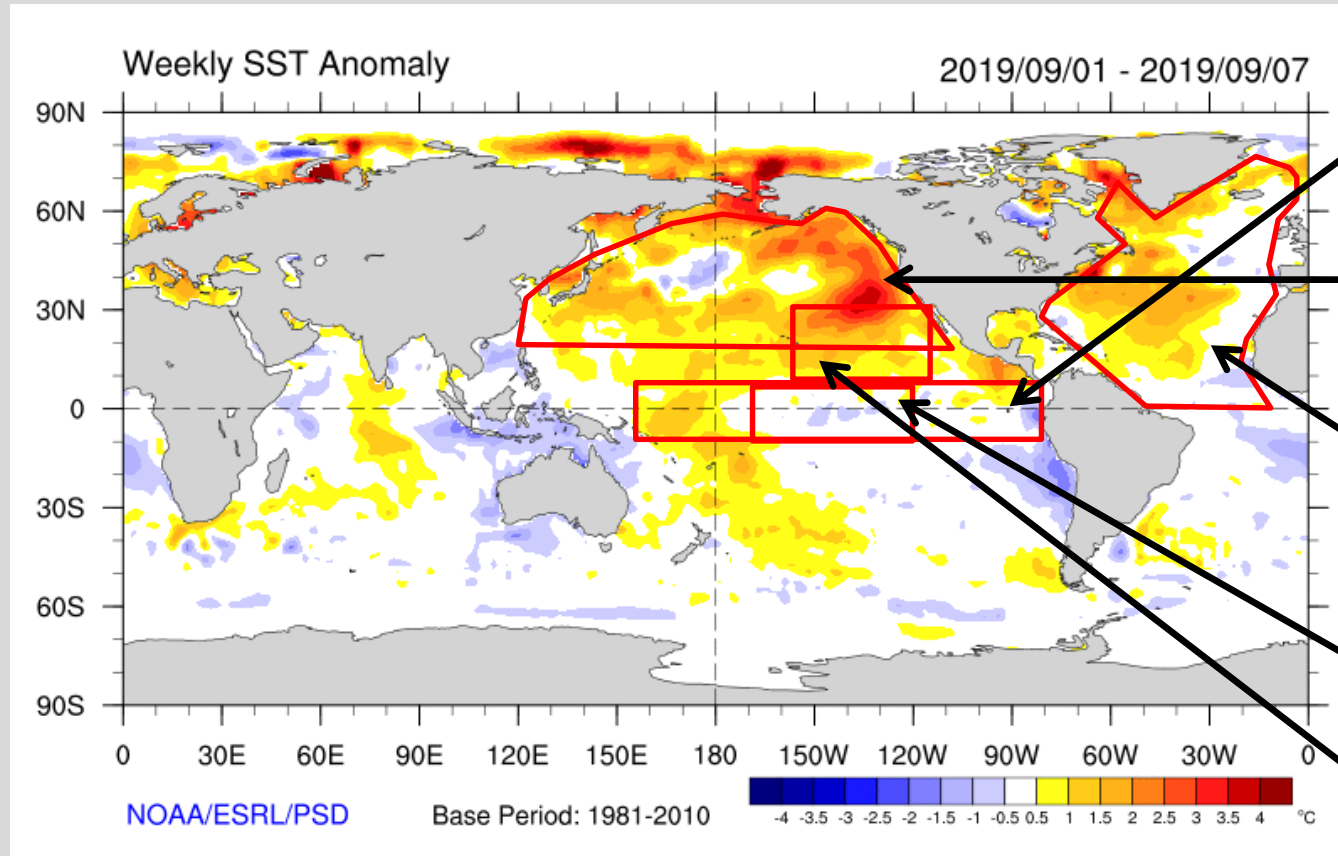 Weekly SST Anomaly
2019/09/01 - 2019/09/07
90N
60N
30N
0
30S
60S
90S
0 30E 60E 90E 120E 150E 180 150W 120W 90W 60W 30W 0
NOAA/ESRL/PSD
Base Period: 1981-2010
-4 -3.5 -3 -2.5 -2 -1.5 -1 -0.5 0.5 1 1.5 2 2.5 3 3.5 4 °C